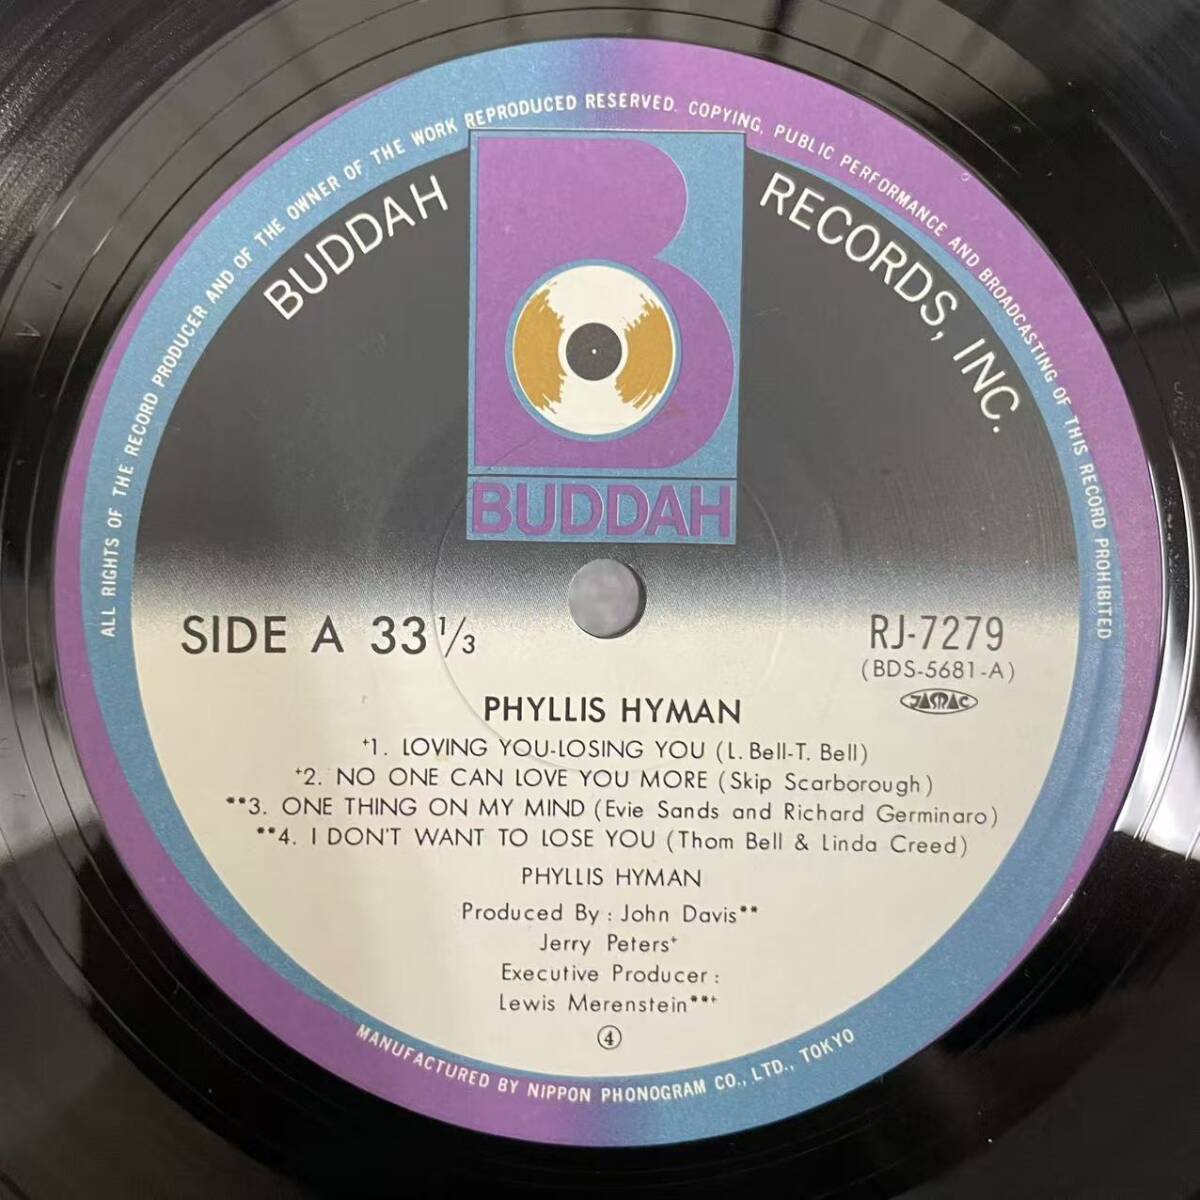 ALL RIGHTS OF THE RECORD PRODUCER AND OF THE OWNER OF THE WORK REPRODUCED RESERVED. COPYING, PUBLIC PERFORMANCE AND BROADCASTING OF THIS RECORD PROHIBITED
BUDDAH RECORDS, INC.
B
BUDDAH
SIDE A 33 1/3
RJ-7279
(BDS-5681-A)
JASRAC
PHYLLIS HYMAN
+1. LOVING YOU-LOSING YOU (L. Bell-T. Bell)
+2. NO ONE CAN LOVE YOU MORE (Skip Scarborough)
**3. ONE THING ON MY MIND (Evie Sands and Richard Germinaro)
**4. I DON'T WANT TO LOSE YOU (Thom Bell & Linda Creed)
PHYLLIS HYMAN
Produced By : John Davis**
Jerry Peters+
Executive Producer :
Lewis Merenstein**+
④
MANUFACTURED BY NIPPON PHONOGRAM CO., LTD., TOKYO